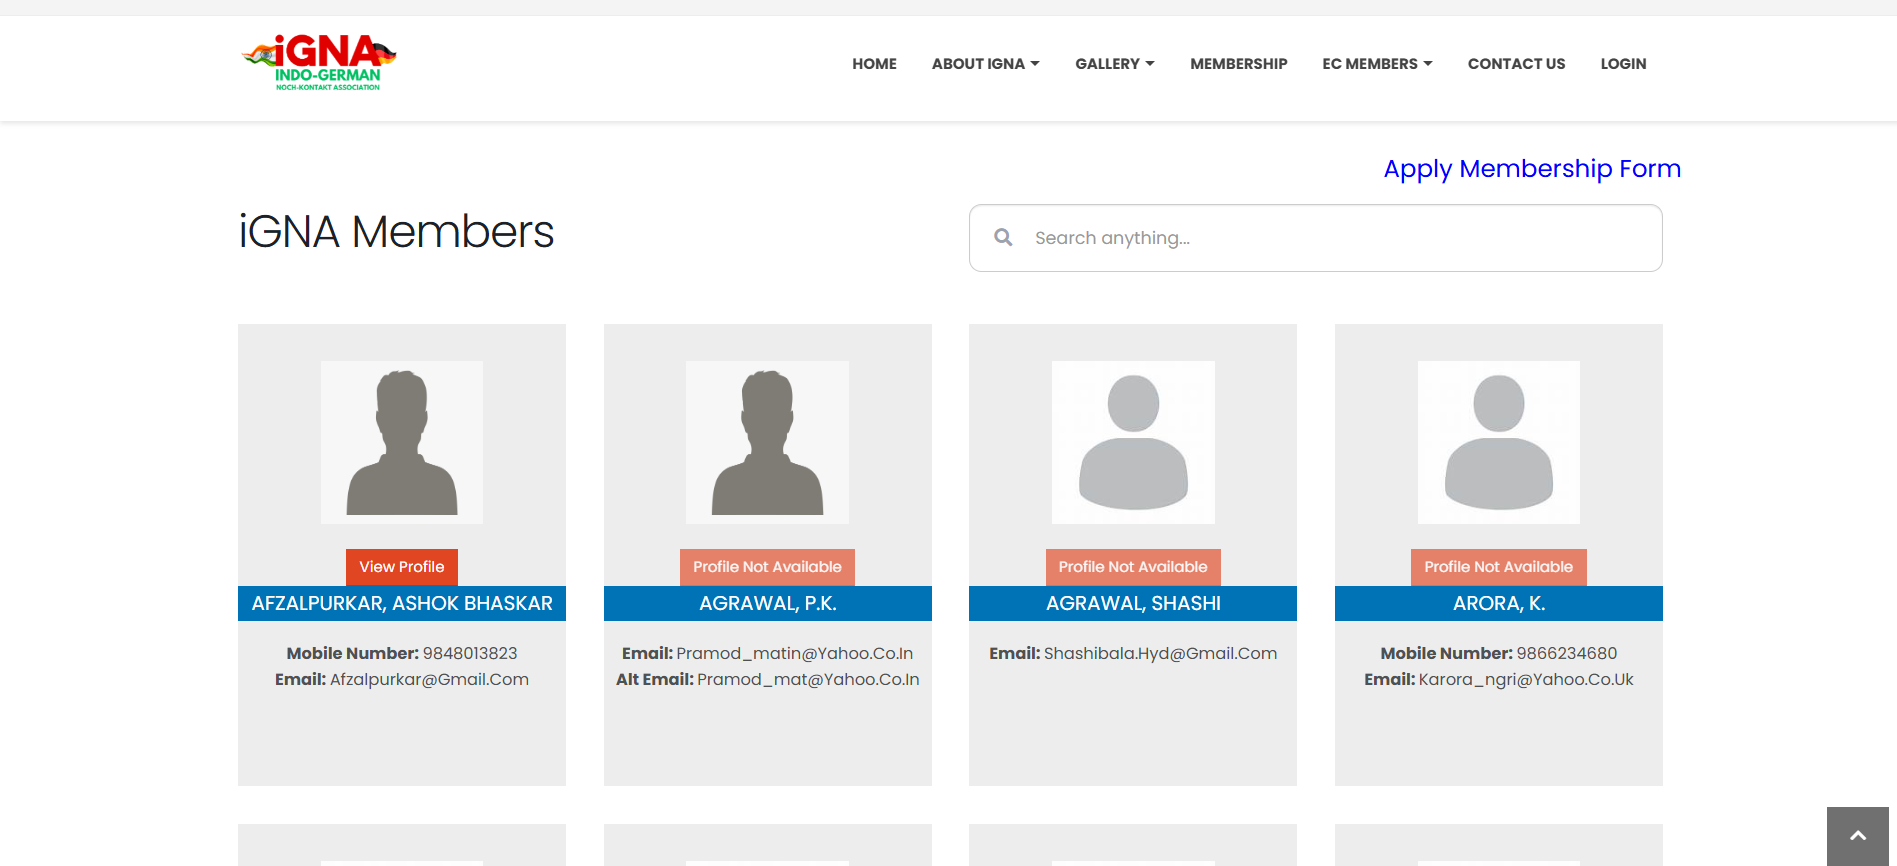 iGNA
INDO-GERMAN
NOCH-KONTAKT ASSOCIATION
HOME ABOUT IGNA GALLERY MEMBERSHIP EC MEMBERS CONTACT US LOGIN
Apply Membership Form
iGNA Members
Search anything...
View Profile
AFZALPURKAR, ASHOK BHASKAR
Mobile Number: 9848013823
Email: Afzalpurkar@Gmail.Com
Profile Not Available
AGRAWAL, P.K.
Email: Pramod_matin@Yahoo.Co.In
Alt Email: Pramod_mat@Yahoo.Co.In
Profile Not Available
AGRAWAL, SHASHI
Email: Shashibala.Hyd@Gmail.Com
Profile Not Available
ARORA, K.
Mobile Number: 9866234680
Email: Karora_ngri@Yahoo.Co.Uk